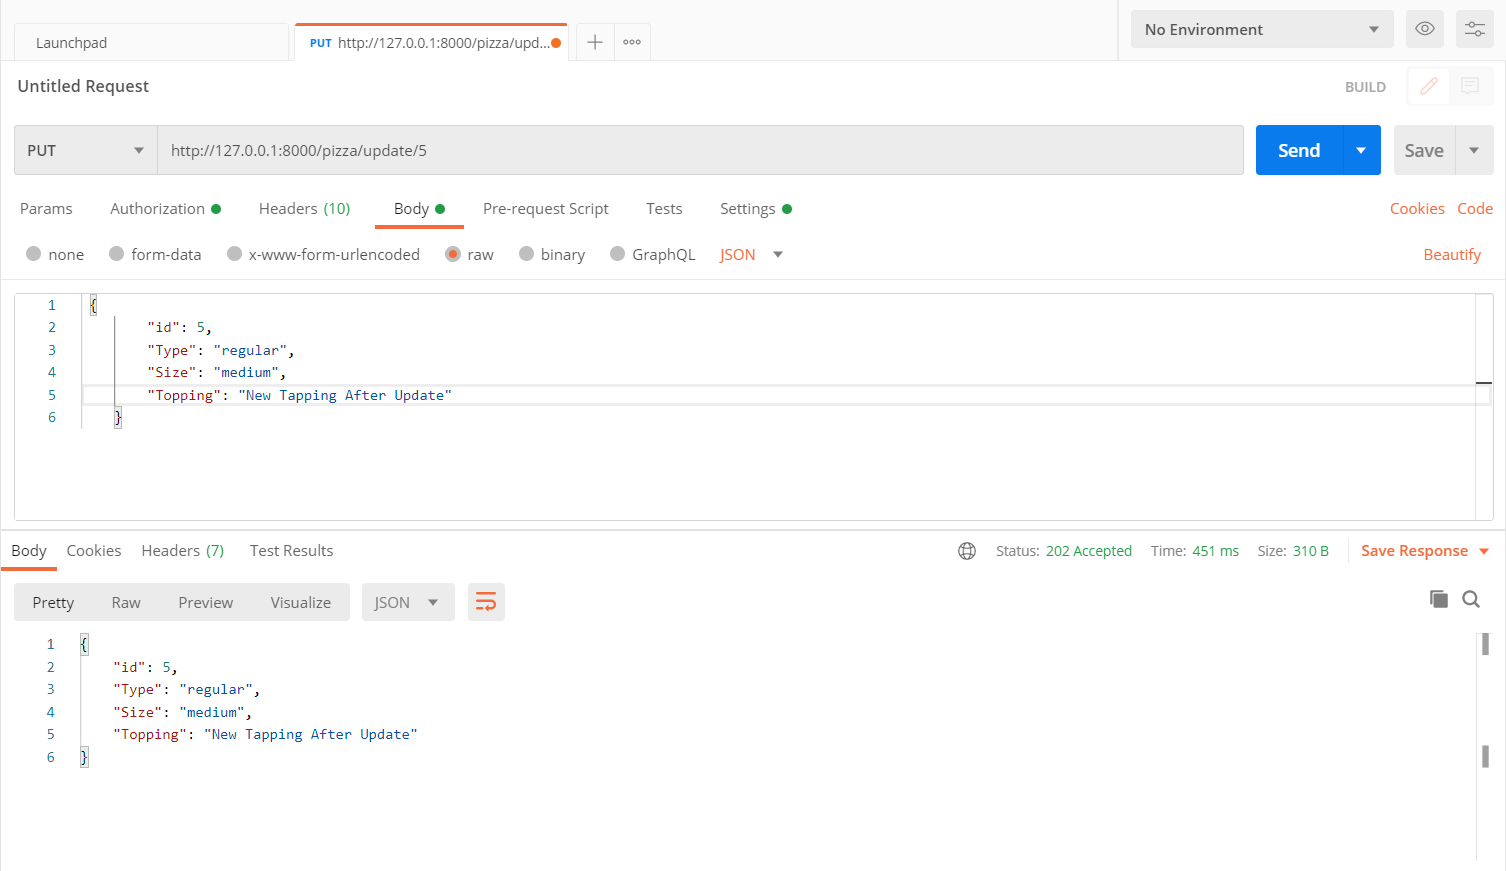 Launchpad
PUT http://127.0.0.1:8000/pizza/upd...
No Environment
Untitled Request
BUILD
PUT
http://127.0.0.1:8000/pizza/update/5
Send
Save
Params Authorization Headers (10) Body Pre-request Script Tests Settings
Cookies Code
none form-data x-www-form-urlencoded raw binary GraphQL JSON
Beautify
1 {
2 "id": 5,
3 "Type": "regular",
4 "Size": "medium",
5 "Topping": "New Tapping After Update"
6 }
Body Cookies Headers (7) Test Results
Status: 202 Accepted Time: 451 ms Size: 310 B Save Response
Pretty Raw Preview Visualize JSON
1 {
2 "id": 5,
3 "Type": "regular",
4 "Size": "medium",
5 "Topping": "New Tapping After Update"
6 }